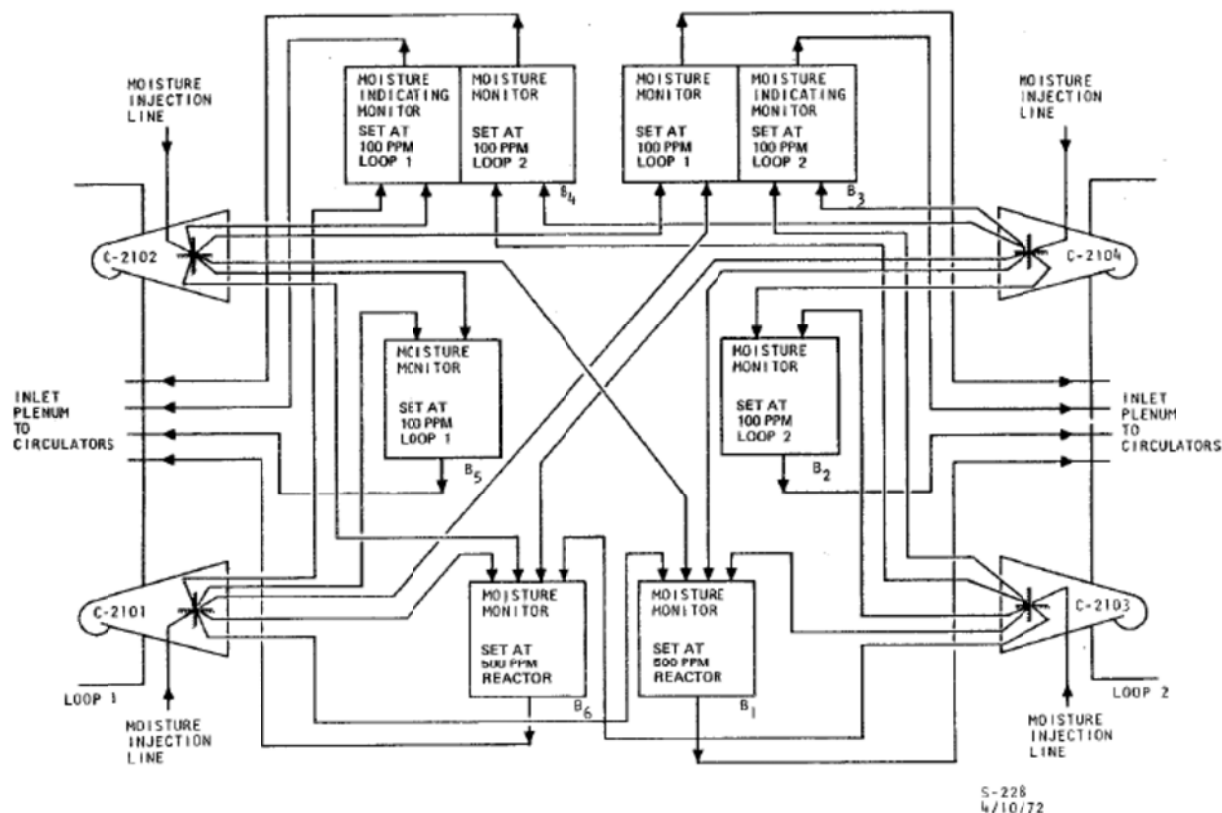 MOISTURE
INJECTION
LINE
MOISTURE
INDICATING
MONITOR
SET AT
100 PPM
LOOP 1
MOISTURE
MONITOR
SET AT
100 PPM
LOOP 2
B4
MOISTURE
MONITOR
SET AT
100 PPM
LOOP 1
MOISTURE
INDICATING
MONITOR
SET AT
100 PPM
LOOP 2
B3
MOISTURE
INJECTION
LINE
C-2102
C-2104
MOISTURE
MONITOR
SET AT
100 PPM
LOOP 1
B5
MOISTURE
MONITOR
SET AT
100 PPM
LOOP 2
B2
INLET
PLENUM
TO
CIRCULATORS
INLET
PLENUM
TO
CIRCULATORS
C-2101
C-2103
MOISTURE
MONITOR
SET AT
500 PPM
REACTOR
B6
MOISTURE
MONITOR
SET AT
500 PPM
REACTOR
B1
LOOP 1
LOOP 2
MOISTURE
INJECTION
LINE
MOISTURE
INJECTION
LINE
S-228
4/10/72